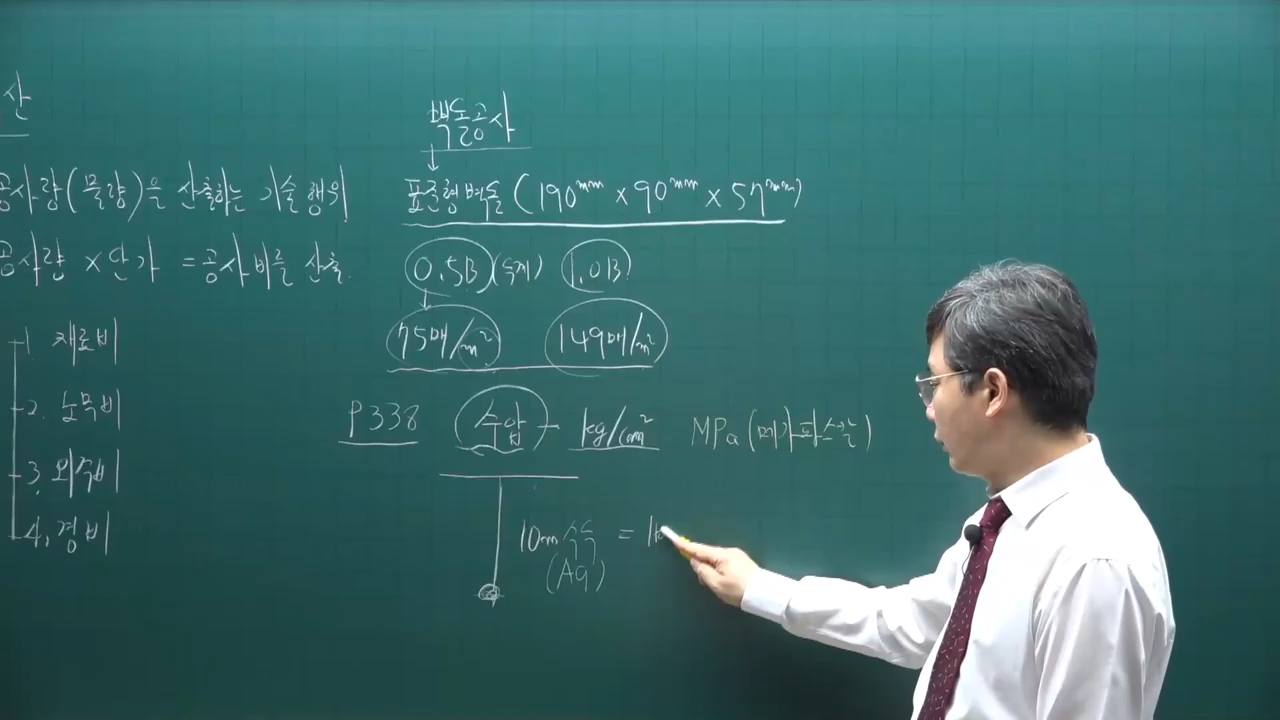 산
공사량(물량)을 산출하는 기술행위
공사량 x 단가 = 공사비를 산출.
1. 재료비
2. 노무비
3. 외주비
4. 경비
벽돌공사
표준형벽돌(190mm x 90mm x 57mm)
0.5B(두께) 1.0B
75매/m² 149매/m²
P338 수압 - kg/cm² MPa(메가파스칼)
10m 수두 = 1k
(Aq)